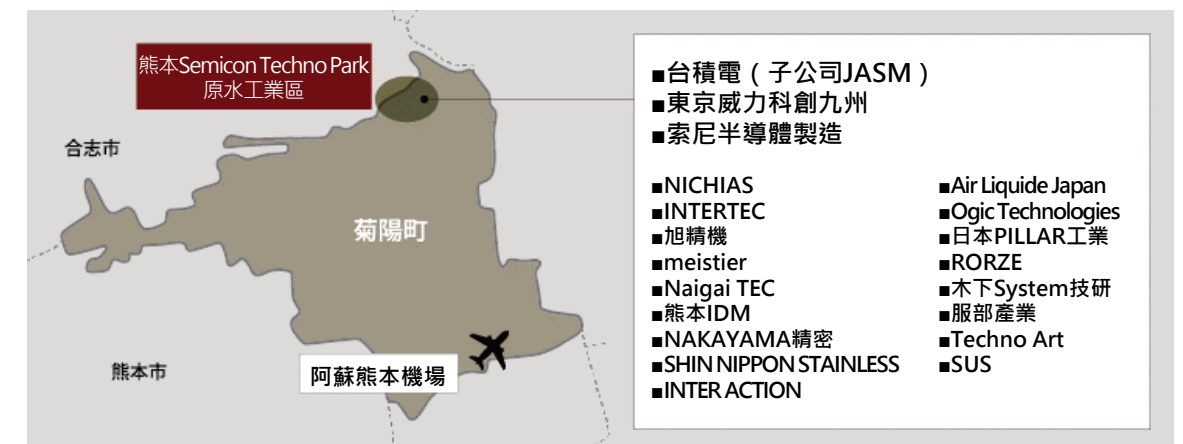 熊本Semicon Techno Park
原水工業區
合志市
菊陽町
熊本市
阿蘇熊本機場
■台積電（子公司JASM）
■東京威力科創九州
■索尼半導體製造
■NICHIAS
■INTERTEC
■旭精機
■meistier
■Naigai TEC
■熊本IDM
■NAKAYAMA精密
■SHIN NIPPON STAINLESS
■INTER ACTION
■Air Liquide Japan
■Ogic Technologies
■日本PILLAR工業
■RORZE
■木下System技研
■服部產業
■Techno Art
■SUS